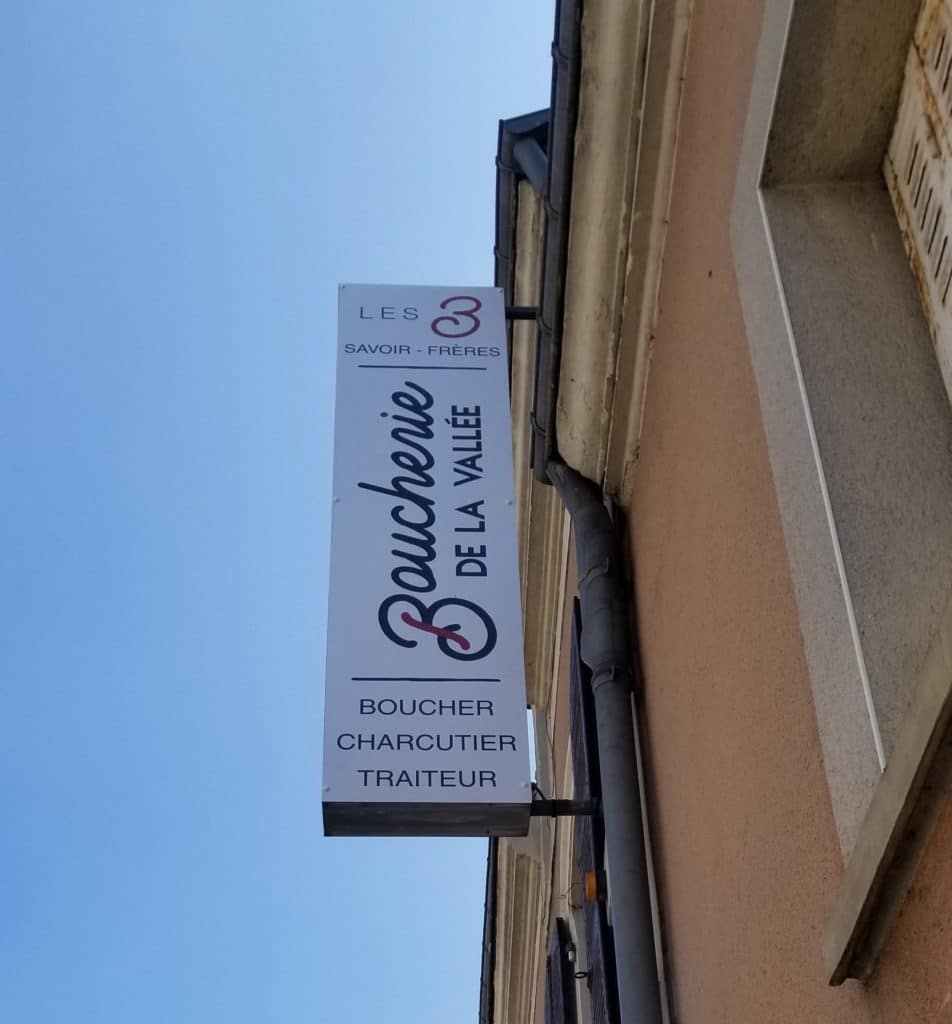 LES 3
SAVOIR - FRÈRES
Boucherie
DE LA VALLÉE
BOUCHER
CHARCUTIER
TRAITEUR